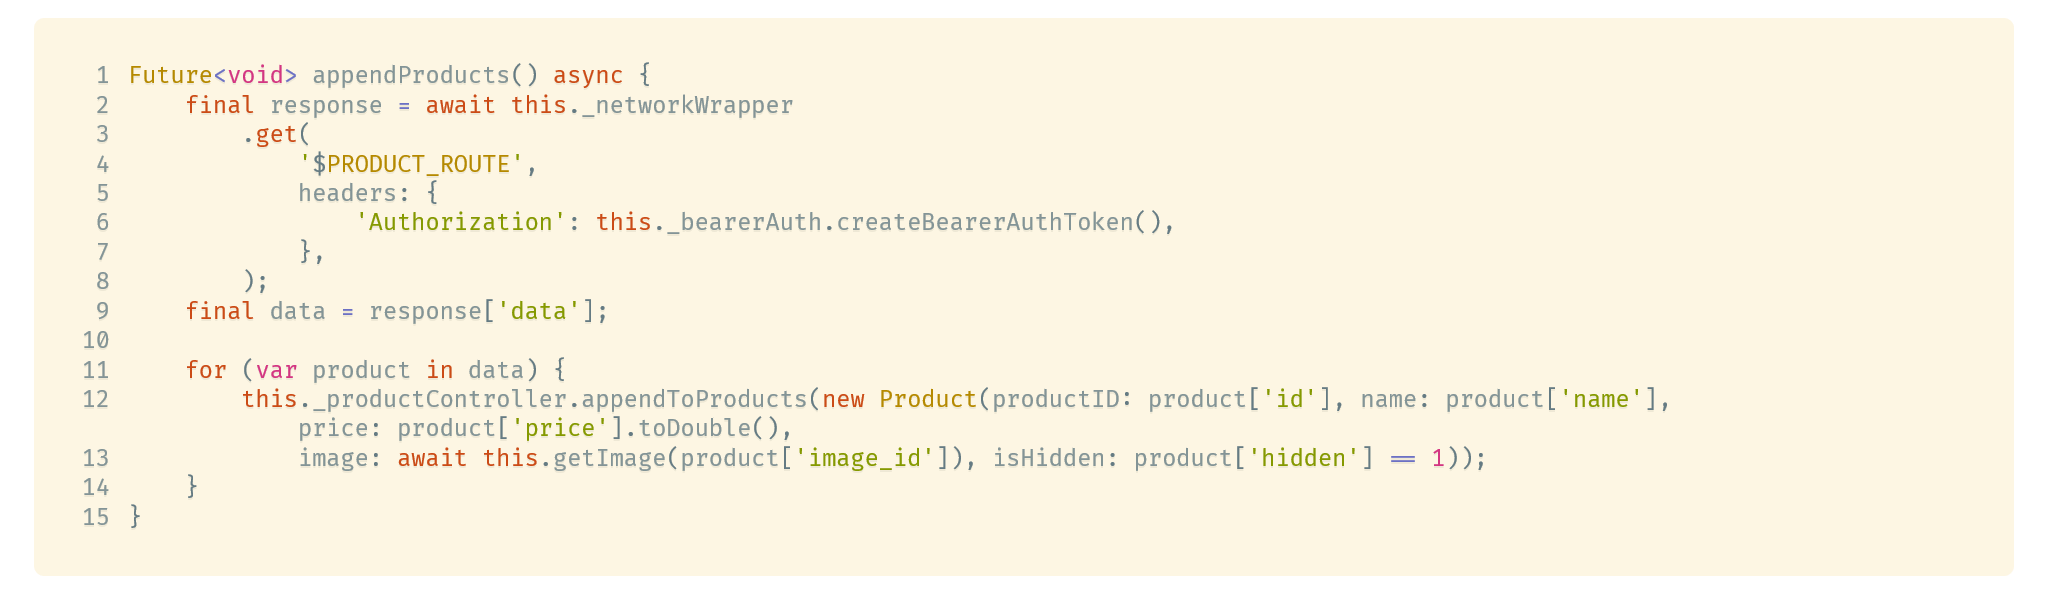 1 Future<void> appendProducts() async {
2     final response = await this._networkWrapper
3         .get(
4             '$PRODUCT_ROUTE',
5             headers: {
6                 'Authorization': this._bearerAuth.createBearerAuthToken(),
7             },
8         );
9     final data = response['data'];
10
11     for (var product in data) {
12         this._productController.appendToProducts(new Product(productID: product['id'], name: product['name'],
            price: product['price'].toDouble(),
13             image: await this.getImage(product['image_id']), isHidden: product['hidden'] == 1));
14     }
15 }